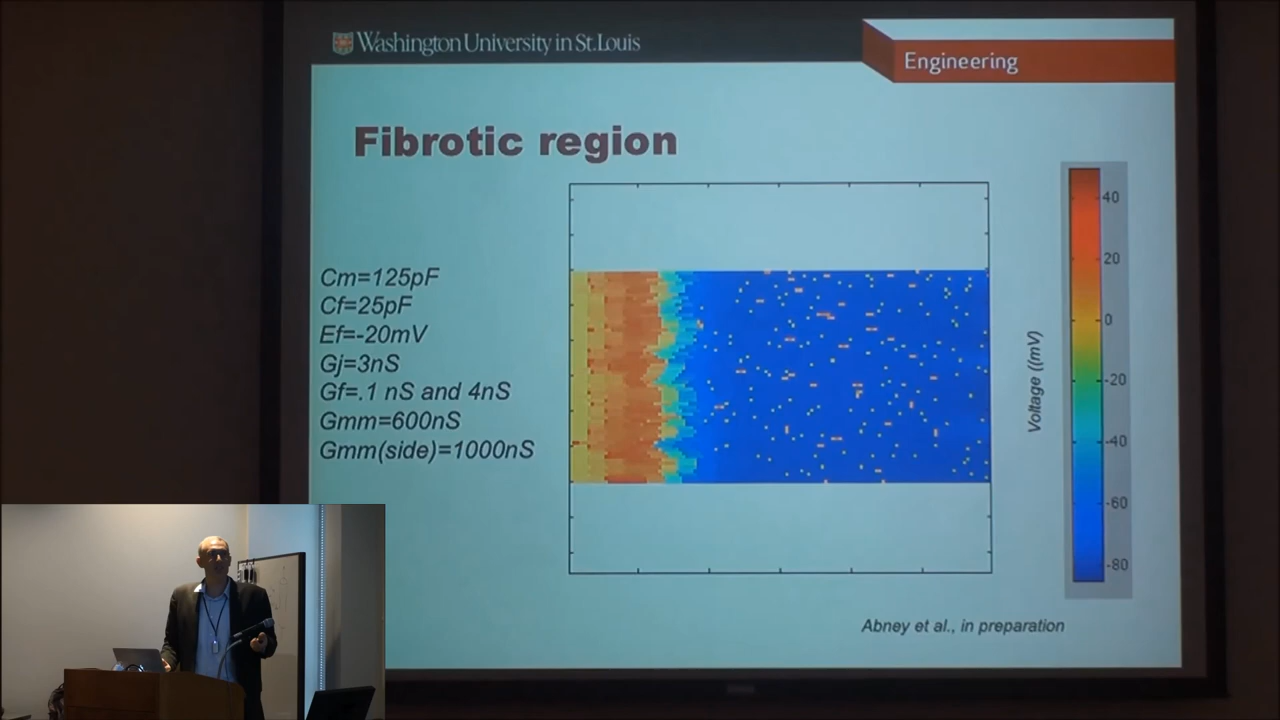 Washington University in St.Louis
Engineering
Fibrotic region
Cm=125pF
Cf=25pF
Ef=-20mV
Gj=3nS
Gf=.1 nS and 4nS
Gmm=600nS
Gmm(side)=1000nS
40
20
0
-20
-40
-60
-80
Voltage ((mV)
Abney et al., in preparation